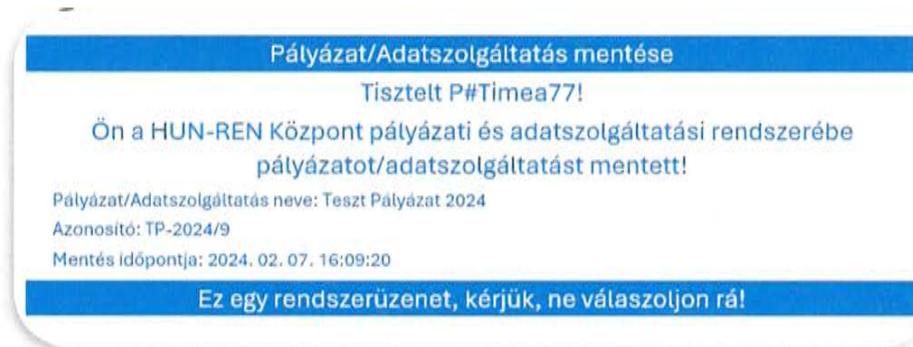 Pályázat/Adatszolgáltatás mentése
Tisztelt P#Timea77!
Ön a HUN-REN Központ pályázati és adatszolgáltatási rendszerébe
pályázatot/adatszolgáltatást mentett!
Pályázat/Adatszolgáltatás neve: Teszt Pályázat 2024
Azonosító: TP-2024/9
Mentés időpontja: 2024. 02. 07. 16:09:20
Ez egy rendszerüzenet, kérjük, ne válaszoljon rá!